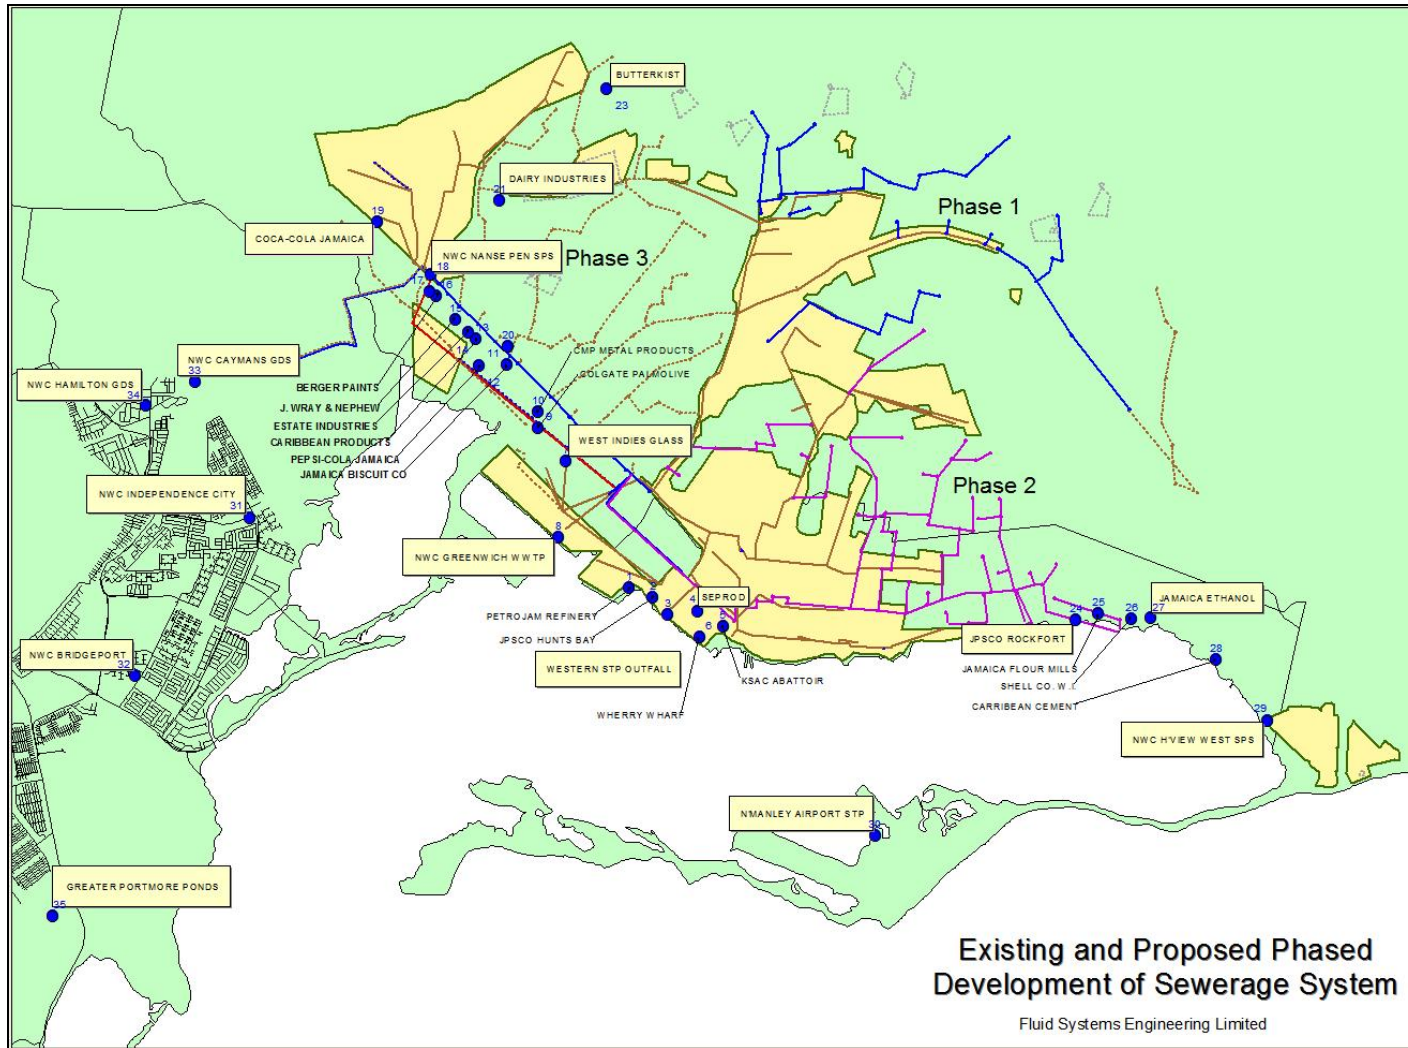 BUTTERKIST
23
DAIRY INDUSTRIES
21
19
COCA-COLA JAMAICA
Phase 1
NWC NANSE PEN SPS
18
Phase 3
17
16
15
13
14
20
11
12
CMP METAL PRODUCTS
COLGATE PALMOLIVE
NWC CAYMANS GDS
33
NWC HAMILTON GDS
34
BERGER PAINTS
J. WRAY & NEPHEW
ESTATE INDUSTRIES
CARIBBEAN PRODUCTS
PEPSI-COLA JAMAICA
JAMAICA BISCUIT CO
10
9
WEST INDIES GLASS
NWC INDEPENDENCE CITY
31
Phase 2
8
NWC GREENWICH WWTP
1
2
3
4
5
6
SEPROD
PETROJAM REFINERY
JPSCO HUNTS BAY
WESTERN STP OUTFALL
KSAC ABATTOIR
WHERRY WHARF
24
25
26
27
JAMAICA ETHANOL
JPSCO ROCKFORT
JAMAICA FLOUR MILLS
SHELL CO. W.I.
CARRIBEAN CEMENT
28
29
NWC H'VIEW WEST SPS
NWC BRIDGEPORT
32
NMANLEY AIRPORT STP
30
GREATER PORTMORE PONDS
35
Existing and Proposed Phased
Development of Sewerage System
Fluid Systems Engineering Limited